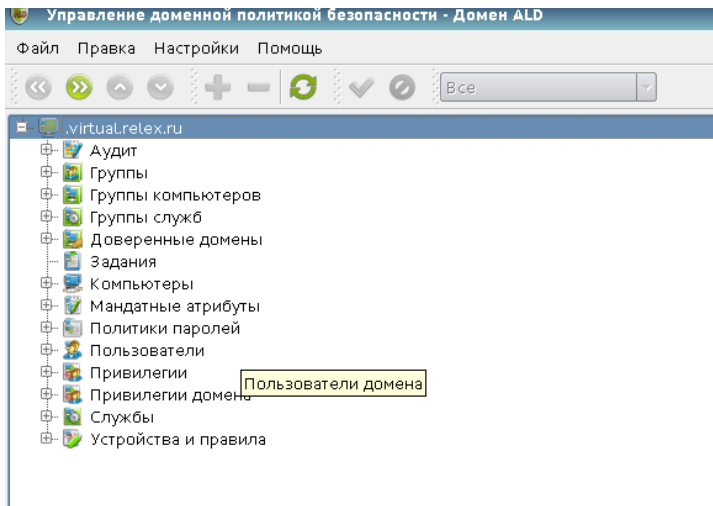 Управление доменной политикой безопасности - Домен ALD
Файл Правка Настройки Помощь
Все
.virtual.relex.ru
Аудит
Группы
Группы компьютеров
Группы служб
Доверенные домены
Задания
Компьютеры
Мандатные атрибуты
Политики паролей
Пользователи
Привилегии
Пользователи домена
Привилегии домена
Службы
Устройства и правила